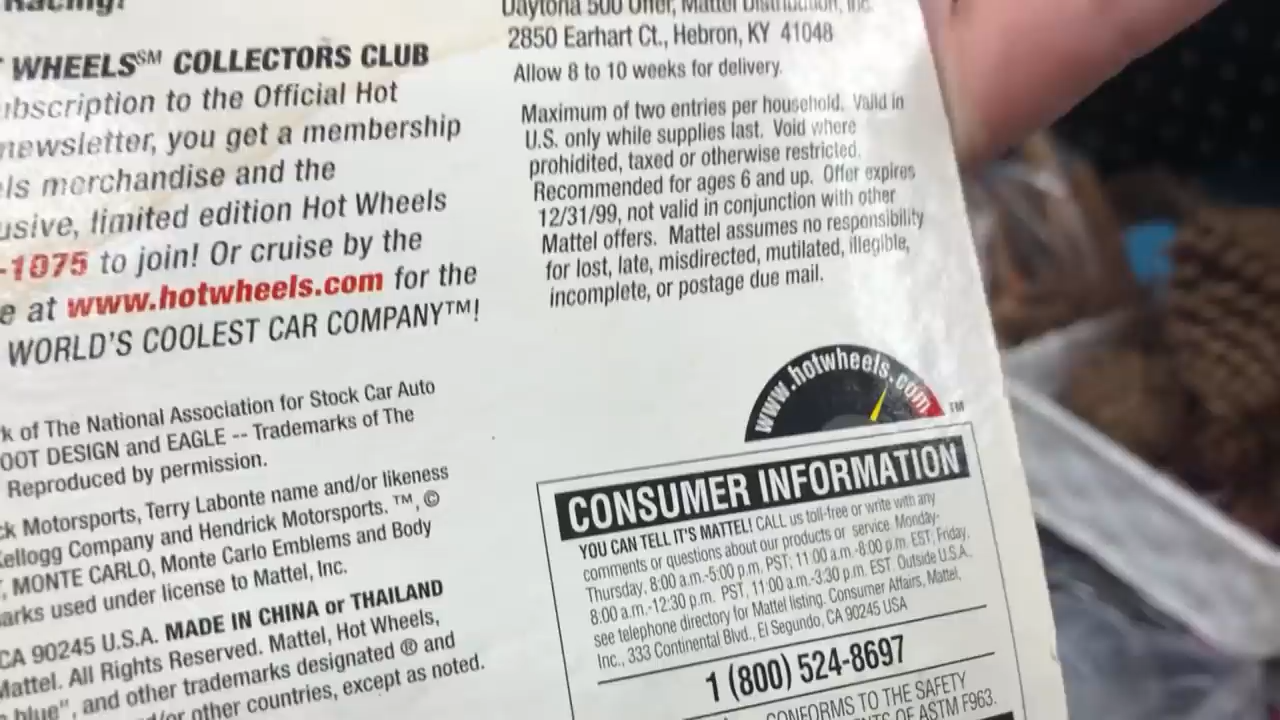 Racing!
WHEELS℠ COLLECTORS CLUB
subscription to the Official Hot
newsletter, you get a membership
merchandise and the
limited edition Hot Wheels
-1075 to join! Or cruise by the
at www.hotwheels.com for the
WORLD'S COOLEST CAR COMPANY™!
of The National Association for Stock Car Auto
DESIGN and EAGLE -- Trademarks of The
Reproduced by permission.
Motorsports, Terry Labonte name and/or likeness
Kellogg Company and Hendrick Motorsports. ™, ©
MONTE CARLO, Monte Carlo Emblems and Body
used under license to Mattel, Inc.
CA 90245 U.S.A. MADE IN CHINA or THAILAND
Mattel. All Rights Reserved. Mattel, Hot Wheels,
blue", and other trademarks designated ® and
other countries, except as noted.
Daytona 500 Offer, Mattel Distribution, Inc.
2850 Earhart Ct., Hebron, KY 41048
Allow 8 to 10 weeks for delivery.
Maximum of two entries per household. Valid in
U.S. only while supplies last. Void where
prohidited, taxed or otherwise restricted.
Recommended for ages 6 and up. Offer expires
12/31/99, not valid in conjunction with other
Mattel offers. Mattel assumes no responsibility
for lost, late, misdirected, mutilated, illegible,
incomplete, or postage due mail.
www.hotwheels.com ™
CONSUMER INFORMATION
YOU CAN TELL IT'S MATTEL! CALL us toll-free or write with any
comments or questions about our products or service. Monday-
Thursday, 8:00 a.m.-5:00 p.m. PST; 11:00 a.m.-8:00 p.m. EST; Friday,
8:00 a.m.-12:30 p.m. PST, 11:00 a.m.-3:30 p.m. EST. Outside U.S.A.,
see telephone directory for Mattel listing. Consumer Affairs, Mattel,
Inc., 333 Continental Blvd., El Segundo, CA 90245 USA
1 (800) 524-8697
CONFORMS TO THE SAFETY
OF ASTM F963.